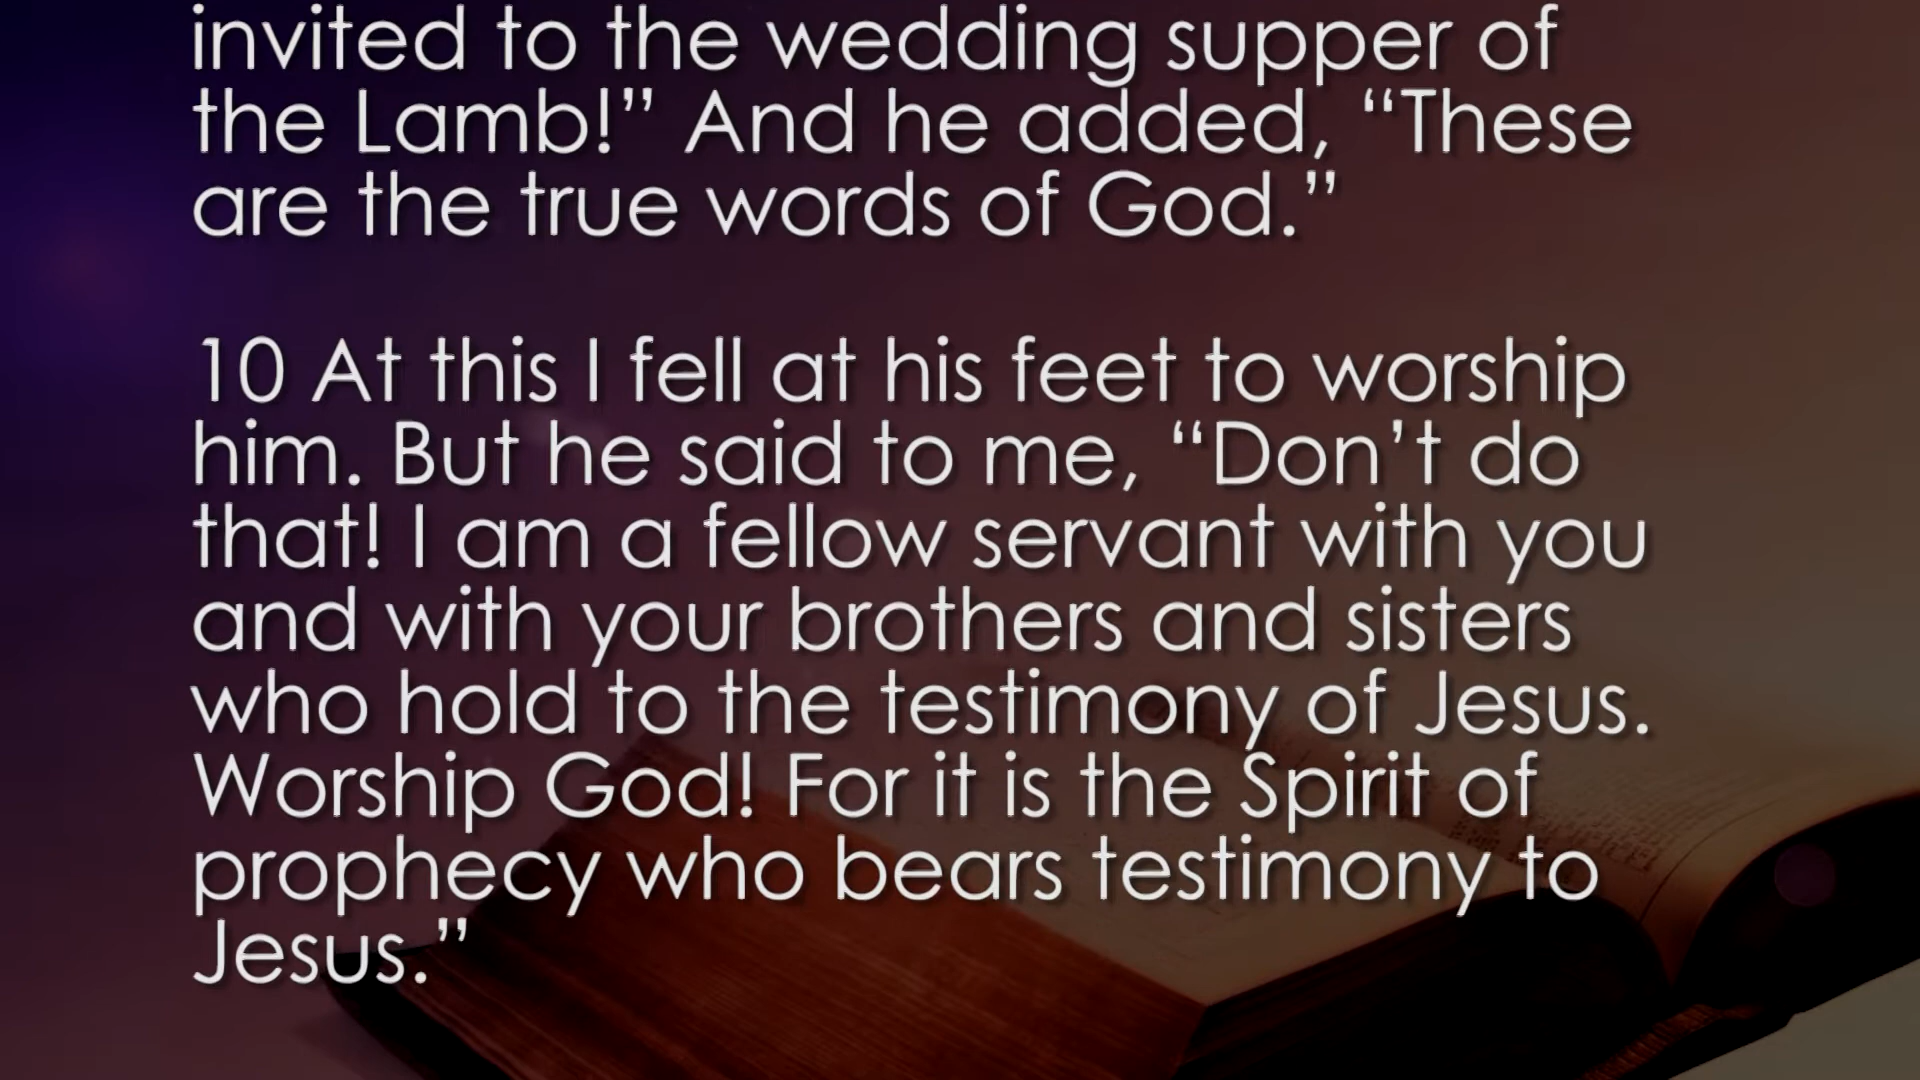 invited to the wedding supper of
the Lamb!” And he added, “These
are the true words of God.”
10 At this I fell at his feet to worship
him. But he said to me, “Don’t do
that! I am a fellow servant with you
and with your brothers and sisters
who hold to the testimony of Jesus.
Worship God! For it is the Spirit of
prophecy who bears testimony to
Jesus.”